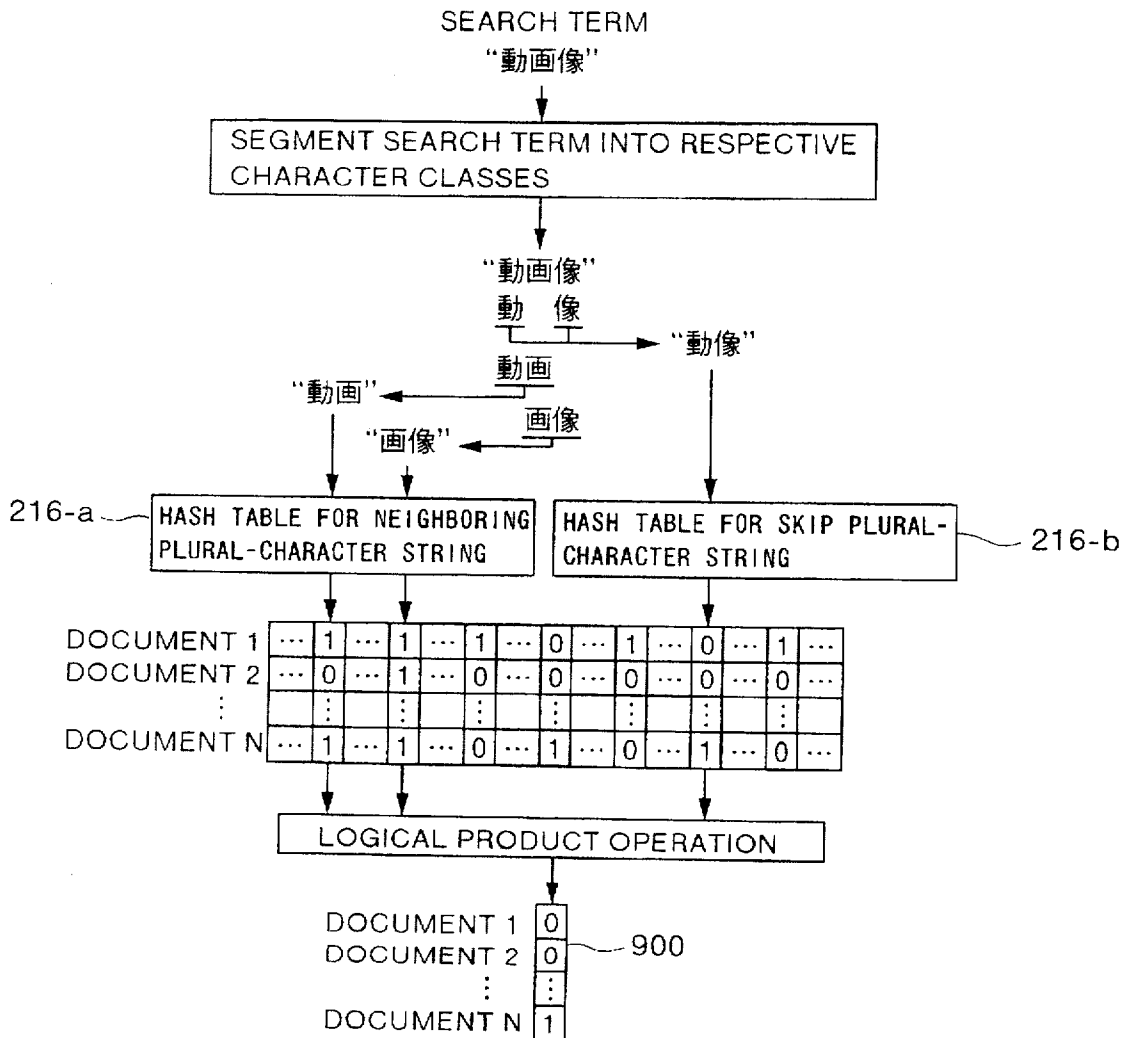 SEARCH TERM
“動画像”
SEGMENT SEARCH TERM INTO RESPECTIVE
CHARACTER CLASSES
“動画像”
動 像
“動像”
動画
“動画”
画像
“画像”
216-a
HASH TABLE FOR NEIGHBORING
PLURAL-CHARACTER STRING
HASH TABLE FOR SKIP PLURAL-
CHARACTER STRING
216-b
DOCUMENT 1 ... 1 ... 1 ... 1 ... 0 ... 1 ... 0 ... 1 ...
DOCUMENT 2 ... 0 ... 1 ... 0 ... 0 ... 0 ... 0 ... 0 ...
⋮ ⋮ ⋮ ⋮ ⋮ ⋮ ⋮ ⋮
DOCUMENT N ... 1 ... 1 ... 0 ... 1 ... 0 ... 1 ... 0 ...
LOGICAL PRODUCT OPERATION
DOCUMENT 1 0
DOCUMENT 2 0
900
⋮ ⋮
DOCUMENT N 1